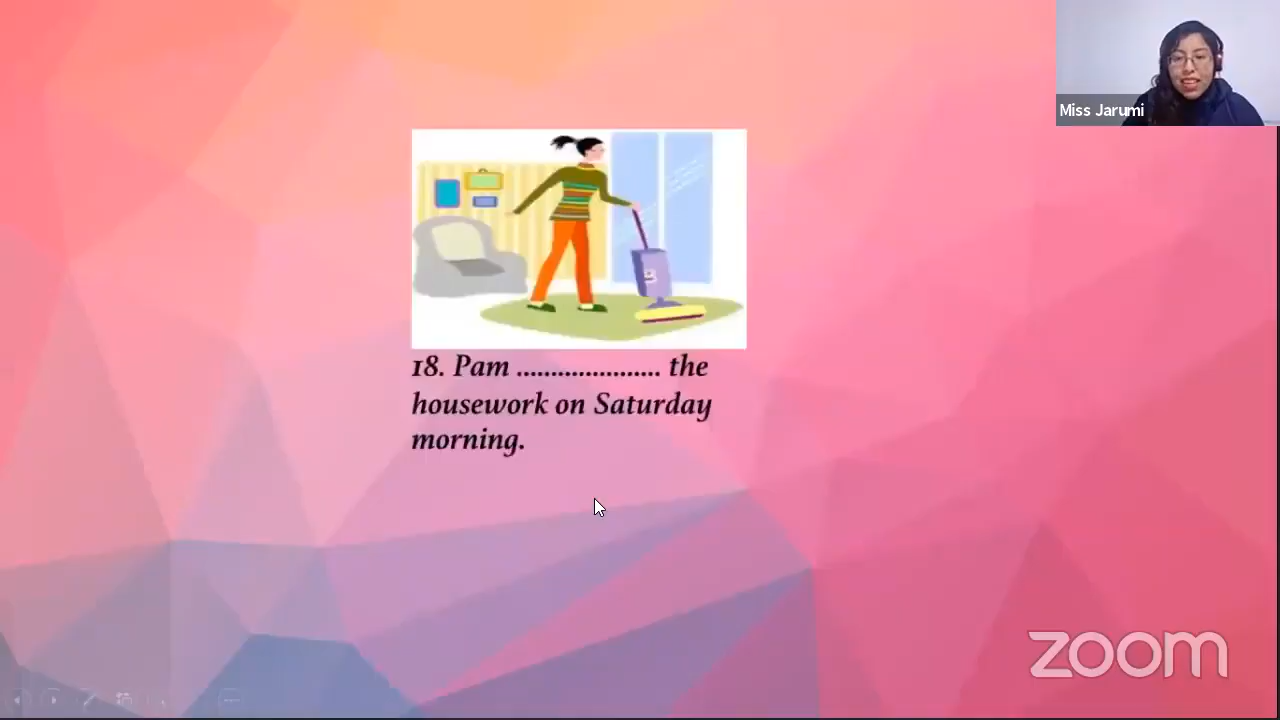 Miss Jarumi
18. Pam ..................... the
housework on Saturday
morning.
zoom